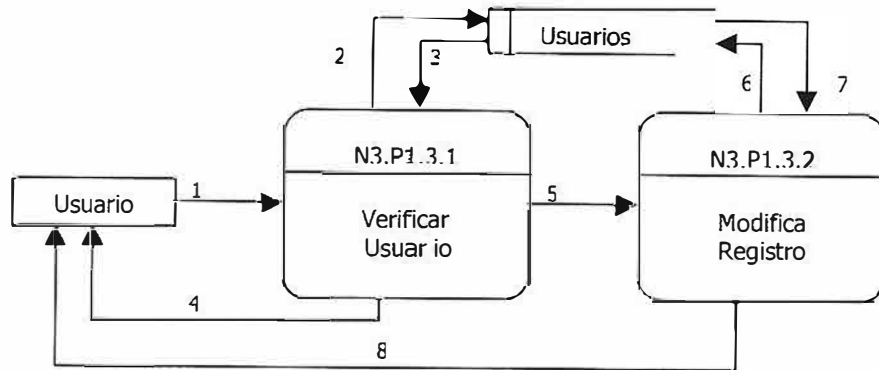 2
3
Usuarios
6
7
N3.P1.3.1
N3.P1.3.2
Usuario
1
5
Verificar
Usuar io
Modifica
Registro
4
8